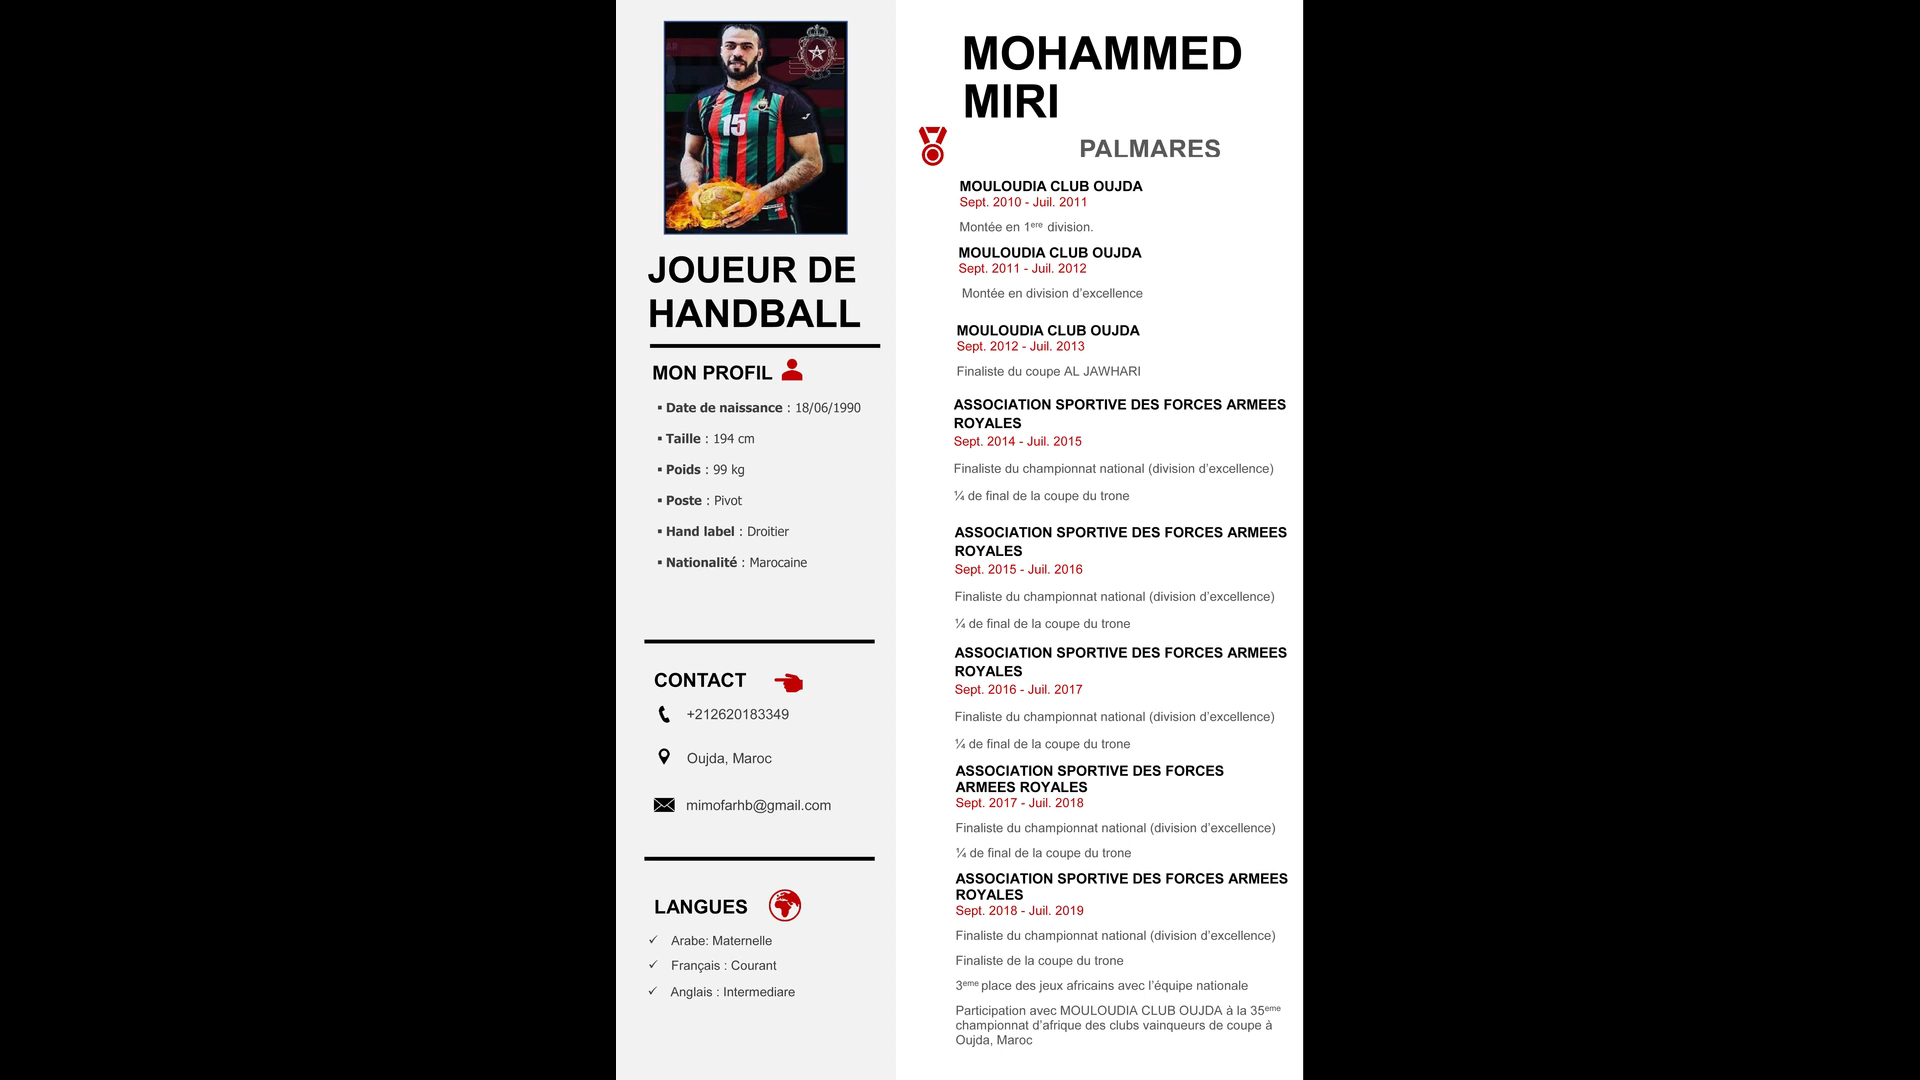 15
JOUEUR DE
HANDBALL
MON PROFIL
▪ Date de naissance : 18/06/1990
▪ Taille : 194 cm
▪ Poids : 99 kg
▪ Poste : Pivot
▪ Hand label : Droitier
▪ Nationalité : Marocaine
CONTACT
+212620183349
Oujda, Maroc
mimofarhb@gmail.com
LANGUES
✓ Arabe: Maternelle
✓ Français : Courant
✓ Anglais : Intermediare
MOHAMMED
MIRI
PALMARES
MOULOUDIA CLUB OUJDA
Sept. 2010 - Juil. 2011
Montée en 1ere division.
MOULOUDIA CLUB OUJDA
Sept. 2011 - Juil. 2012
Montée en division d’excellence
MOULOUDIA CLUB OUJDA
Sept. 2012 - Juil. 2013
Finaliste du coupe AL JAWHARI
ASSOCIATION SPORTIVE DES FORCES ARMEES
ROYALES
Sept. 2014 - Juil. 2015
Finaliste du championnat national (division d’excellence)
¼ de final de la coupe du trone
ASSOCIATION SPORTIVE DES FORCES ARMEES
ROYALES
Sept. 2015 - Juil. 2016
Finaliste du championnat national (division d’excellence)
¼ de final de la coupe du trone
ASSOCIATION SPORTIVE DES FORCES ARMEES
ROYALES
Sept. 2016 - Juil. 2017
Finaliste du championnat national (division d’excellence)
¼ de final de la coupe du trone
ASSOCIATION SPORTIVE DES FORCES
ARMEES ROYALES
Sept. 2017 - Juil. 2018
Finaliste du championnat national (division d’excellence)
¼ de final de la coupe du trone
ASSOCIATION SPORTIVE DES FORCES ARMEES
ROYALES
Sept. 2018 - Juil. 2019
Finaliste du championnat national (division d’excellence)
Finaliste de la coupe du trone
3eme place des jeux africains avec l’équipe nationale
Participation avec MOULOUDIA CLUB OUJDA à la 35eme
championnat d’afrique des clubs vainqueurs de coupe à
Oujda, Maroc